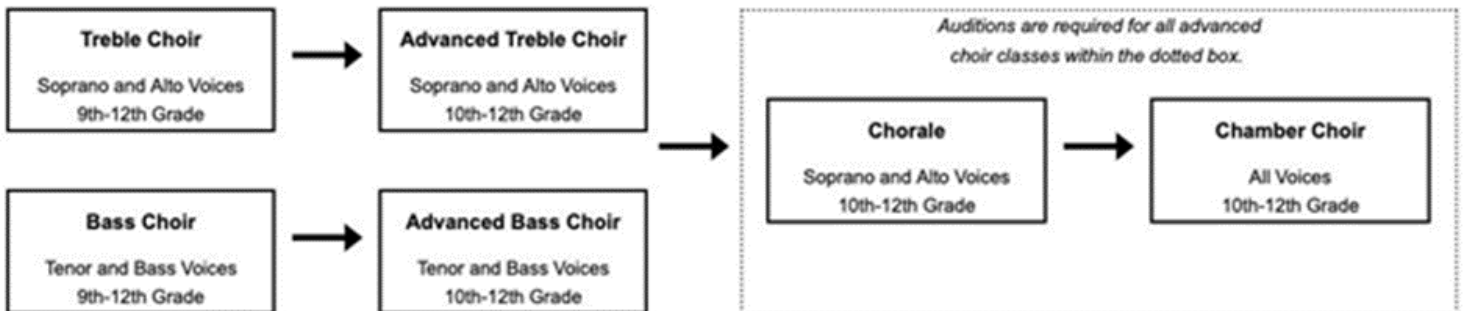 Treble Choir
Soprano and Alto Voices
9th-12th Grade
Advanced Treble Choir
Soprano and Alto Voices
10th-12th Grade
Bass Choir
Tenor and Bass Voices
9th-12th Grade
Advanced Bass Choir
Tenor and Bass Voices
10th-12th Grade
Auditions are required for all advanced
choir classes within the dotted box.
Chorale
Soprano and Alto Voices
10th-12th Grade
Chamber Choir
All Voices
10th-12th Grade